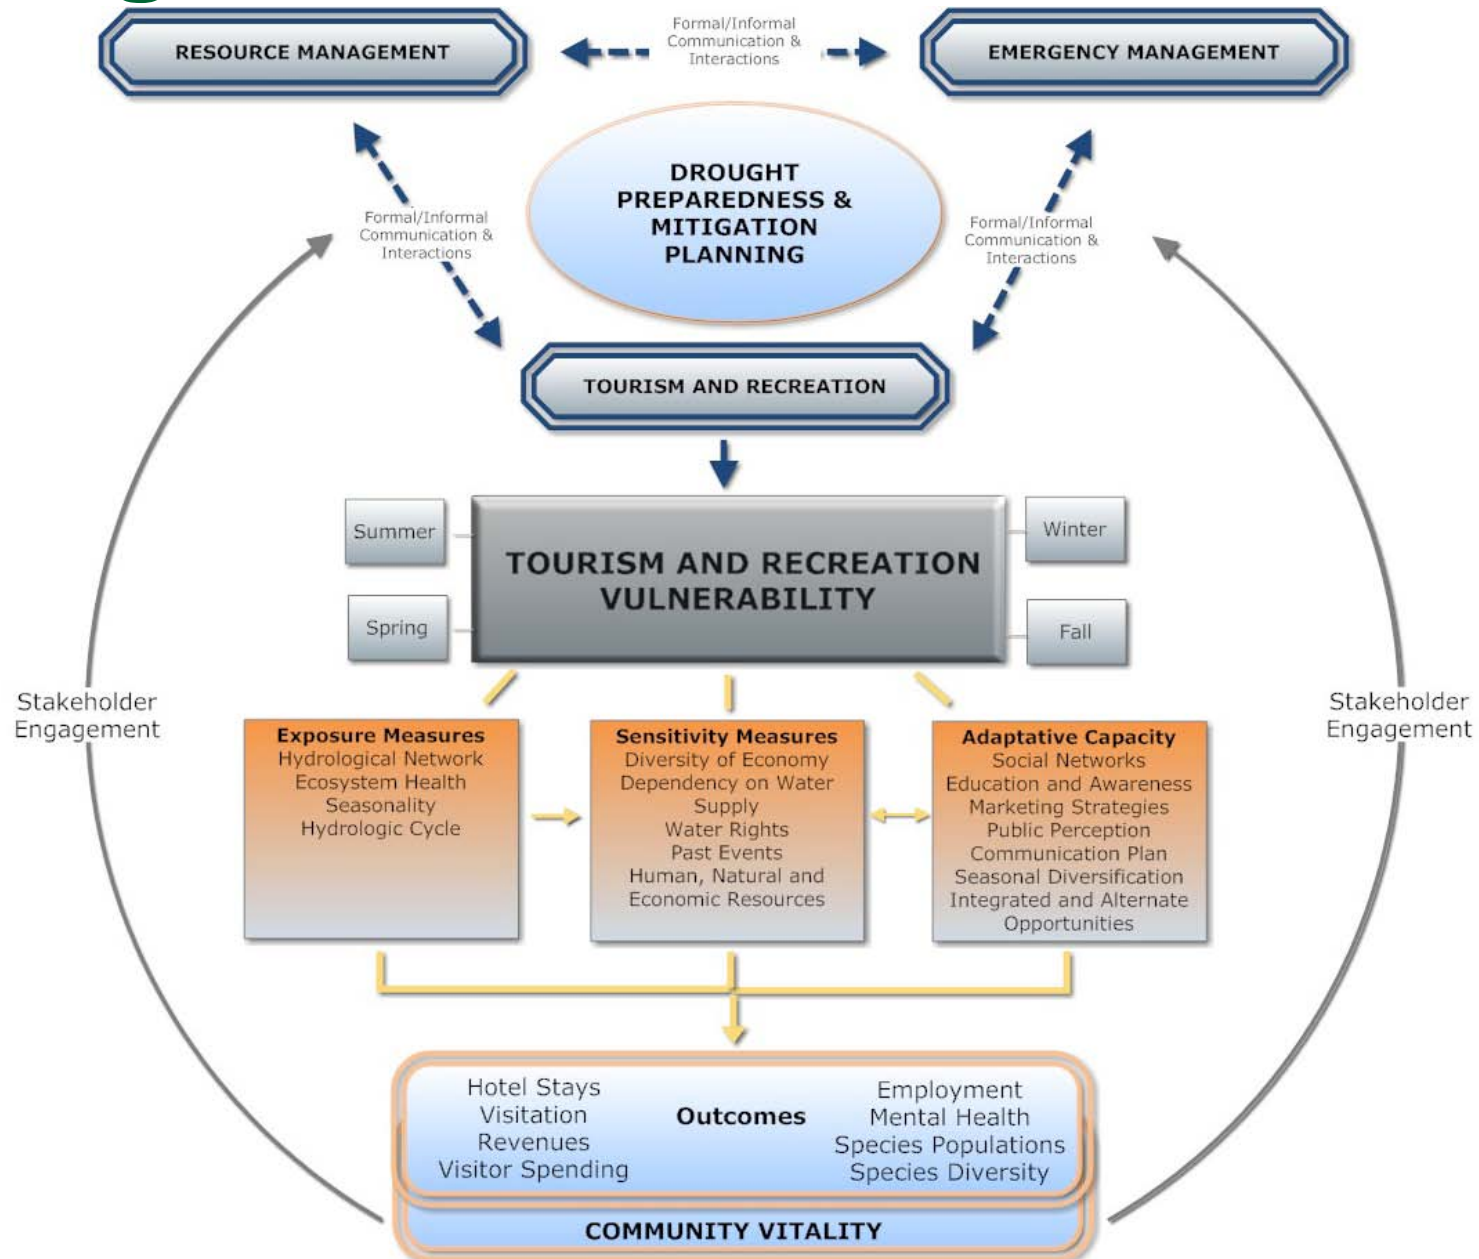 Formal/Informal
Communication &
Interactions
RESOURCE MANAGEMENT
EMERGENCY MANAGEMENT
DROUGHT
PREPAREDNESS &
MITIGATION
PLANNING
Formal/Informal
Communication &
Interactions
Formal/Informal
Communication &
Interactions
TOURISM AND RECREATION
Summer
Winter
TOURISM AND RECREATION
VULNERABILITY
Spring
Fall
Stakeholder
Engagement
Stakeholder
Engagement
Exposure Measures
Hydrological Network
Ecosystem Health
Seasonality
Hydrologic Cycle
Sensitivity Measures
Diversity of Economy
Dependency on Water
Supply
Water Rights
Past Events
Human, Natural and
Economic Resources
Adaptative Capacity
Social Networks
Education and Awareness
Marketing Strategies
Public Perception
Communication Plan
Seasonal Diversification
Integrated and Alternate
Opportunities
Hotel Stays
Visitation
Revenues
Visitor Spending
Outcomes
Employment
Mental Health
Species Populations
Species Diversity
COMMUNITY VITALITY